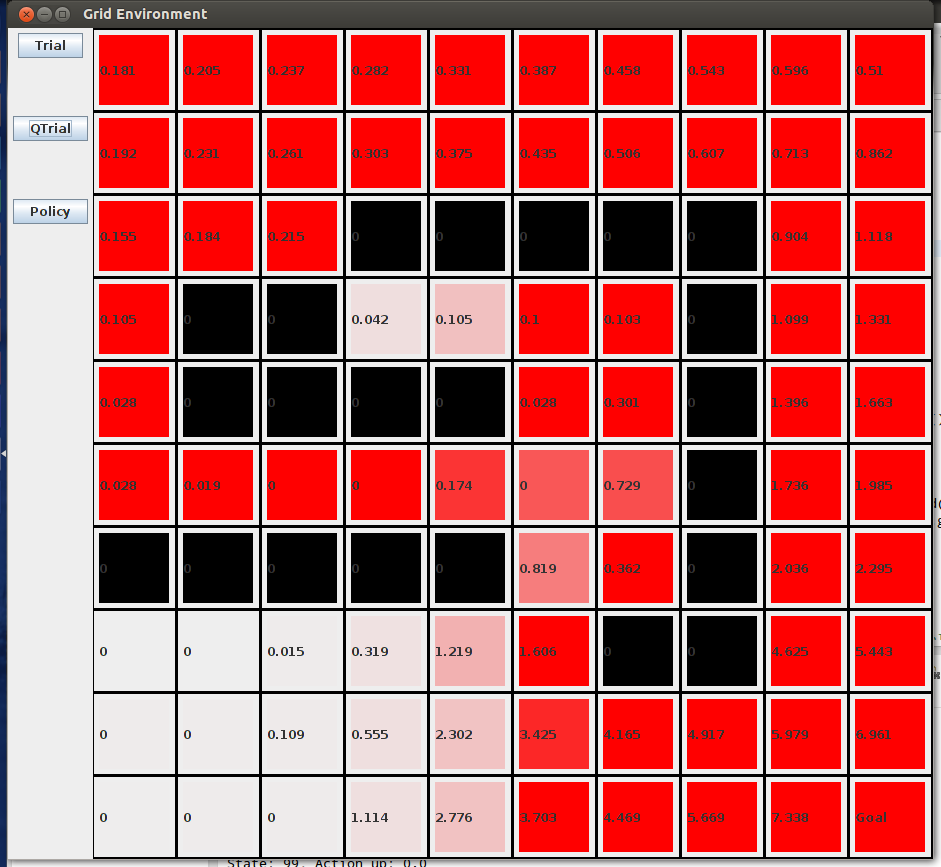 Grid Environment
Trial
0.181 0.205 0.237 0.282 0.331 0.387 0.458 0.543 0.596 0.51
QTrial
0.192 0.231 0.261 0.303 0.375 0.435 0.506 0.607 0.713 0.862
Policy
0.155 0.184 0.215 0 0 0 0 0 0.904 1.118
0.105 0 0 0.042 0.105 0.1 0.103 0 1.099 1.331
0.028 0 0 0 0 0.028 0.301 0 1.396 1.663
0.028 0.019 0 0 0.174 0 0.729 0 1.736 1.985
0 0 0 0 0 0.819 0.362 0 2.036 2.295
0 0 0.015 0.319 1.219 1.606 0 0 4.625 5.443
0 0 0.109 0.555 2.302 3.425 4.165 4.917 5.979 6.961
0 0 0 1.114 2.776 3.703 4.469 5.669 7.338 Goal
State: 99, Action up: 0.0